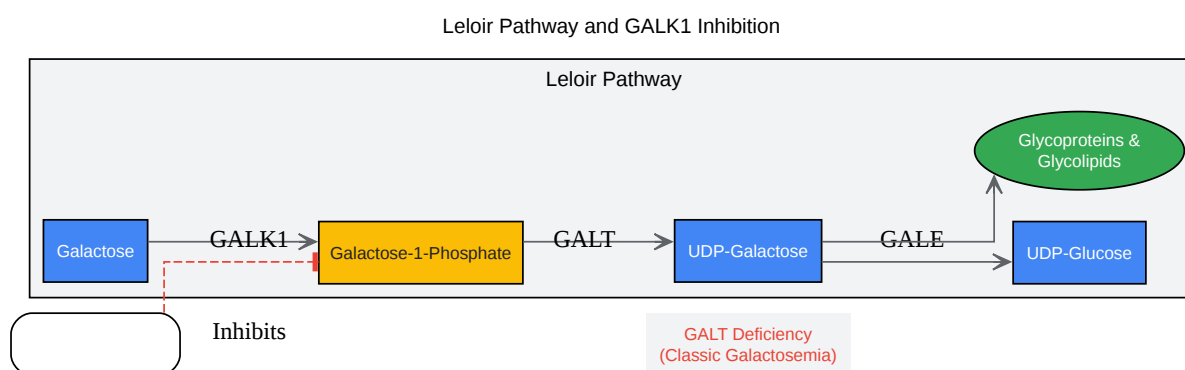 Leloir Pathway and GALK1 Inhibition
Leloir Pathway
Glycoproteins &
Glycolipids
Galactose
GALK1
Galactose-1-Phosphate
GALT
UDP-Galactose
GALE
UDP-Glucose
Inhibits
GALT Deficiency
(Classic Galactosemia)